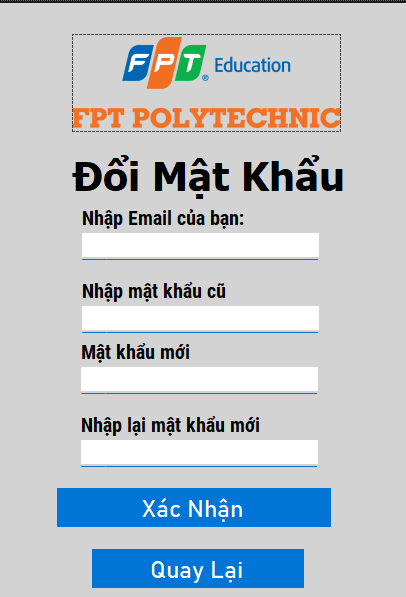 FPT® Education
FPT POLYTECHNIC
Đổi Mật Khẩu
Nhập Email của bạn:
Nhập mật khẩu cũ
Mật khẩu mới
Nhập lại mật khẩu mới
Xác Nhận
Quay Lại